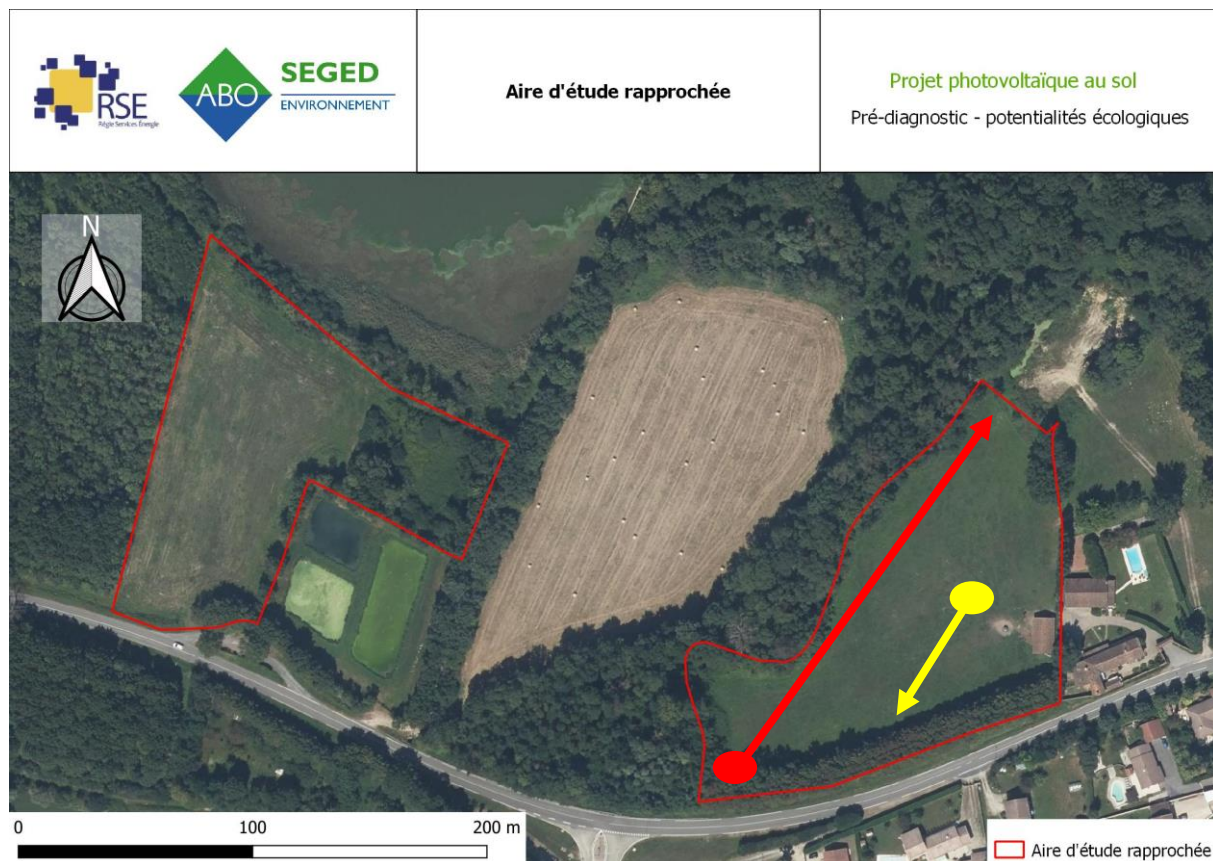 RSE
Régie Services Énergie
ABO
SEGED
ENVIRONNEMENT
Aire d'étude rapprochée
Projet photovoltaïque au sol
Pré-diagnostic - potentialités écologiques
N
0 100 200 m
Aire d'étude rapprochée